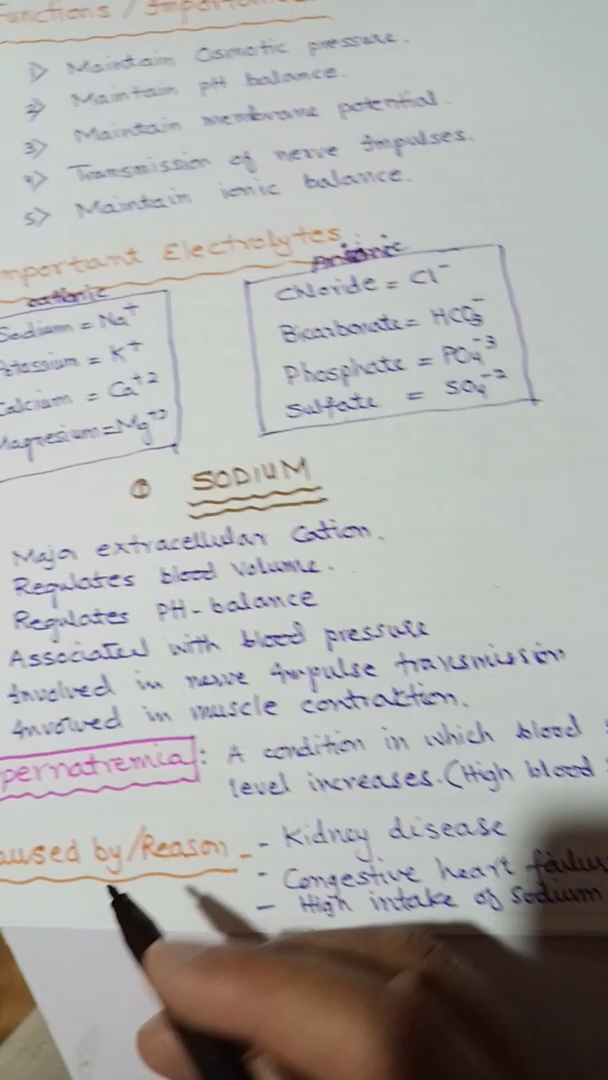 Functions / Importance
1) Maintain Osmotic pressure.
2) Maintain pH balance.
3) Maintain membrane potential.
4) Transmission of nerve Impulses.
5) Maintain ionic balance.
mportant Electrolytes
cationic
Sodium = Na⁺
Potassium = K⁺
Calcium = Ca⁺²
Magnesium = Mg⁺²
Anionic
Chloride = Cl⁻
Bicarbonate = HCO₃⁻
Phosphate = PO₄⁻³
Sulfate = SO₄⁻²
① SODIUM
Major extracellular Cation.
Regulates blood Volume.
Regulates PH-balance
Associated with blood pressure
Involved in nerve Impulse transmission
Involved in muscle contraction.
pernatremia : A condition in which blood
level increases. (High blood
aused by/Reason - - Kidney disease
- Congestive heart failu
- High intake of Sodium